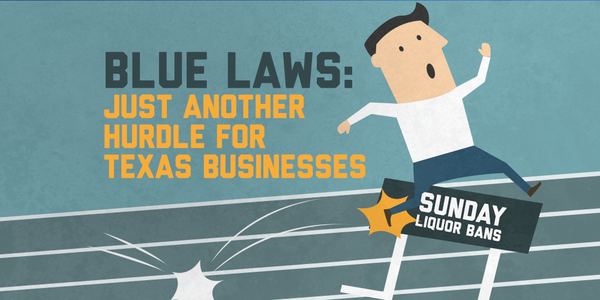 BLUE LAWS:
JUST ANOTHER
HURDLE FOR
TEXAS BUSINESSES
SUNDAY
LIQUOR BANS